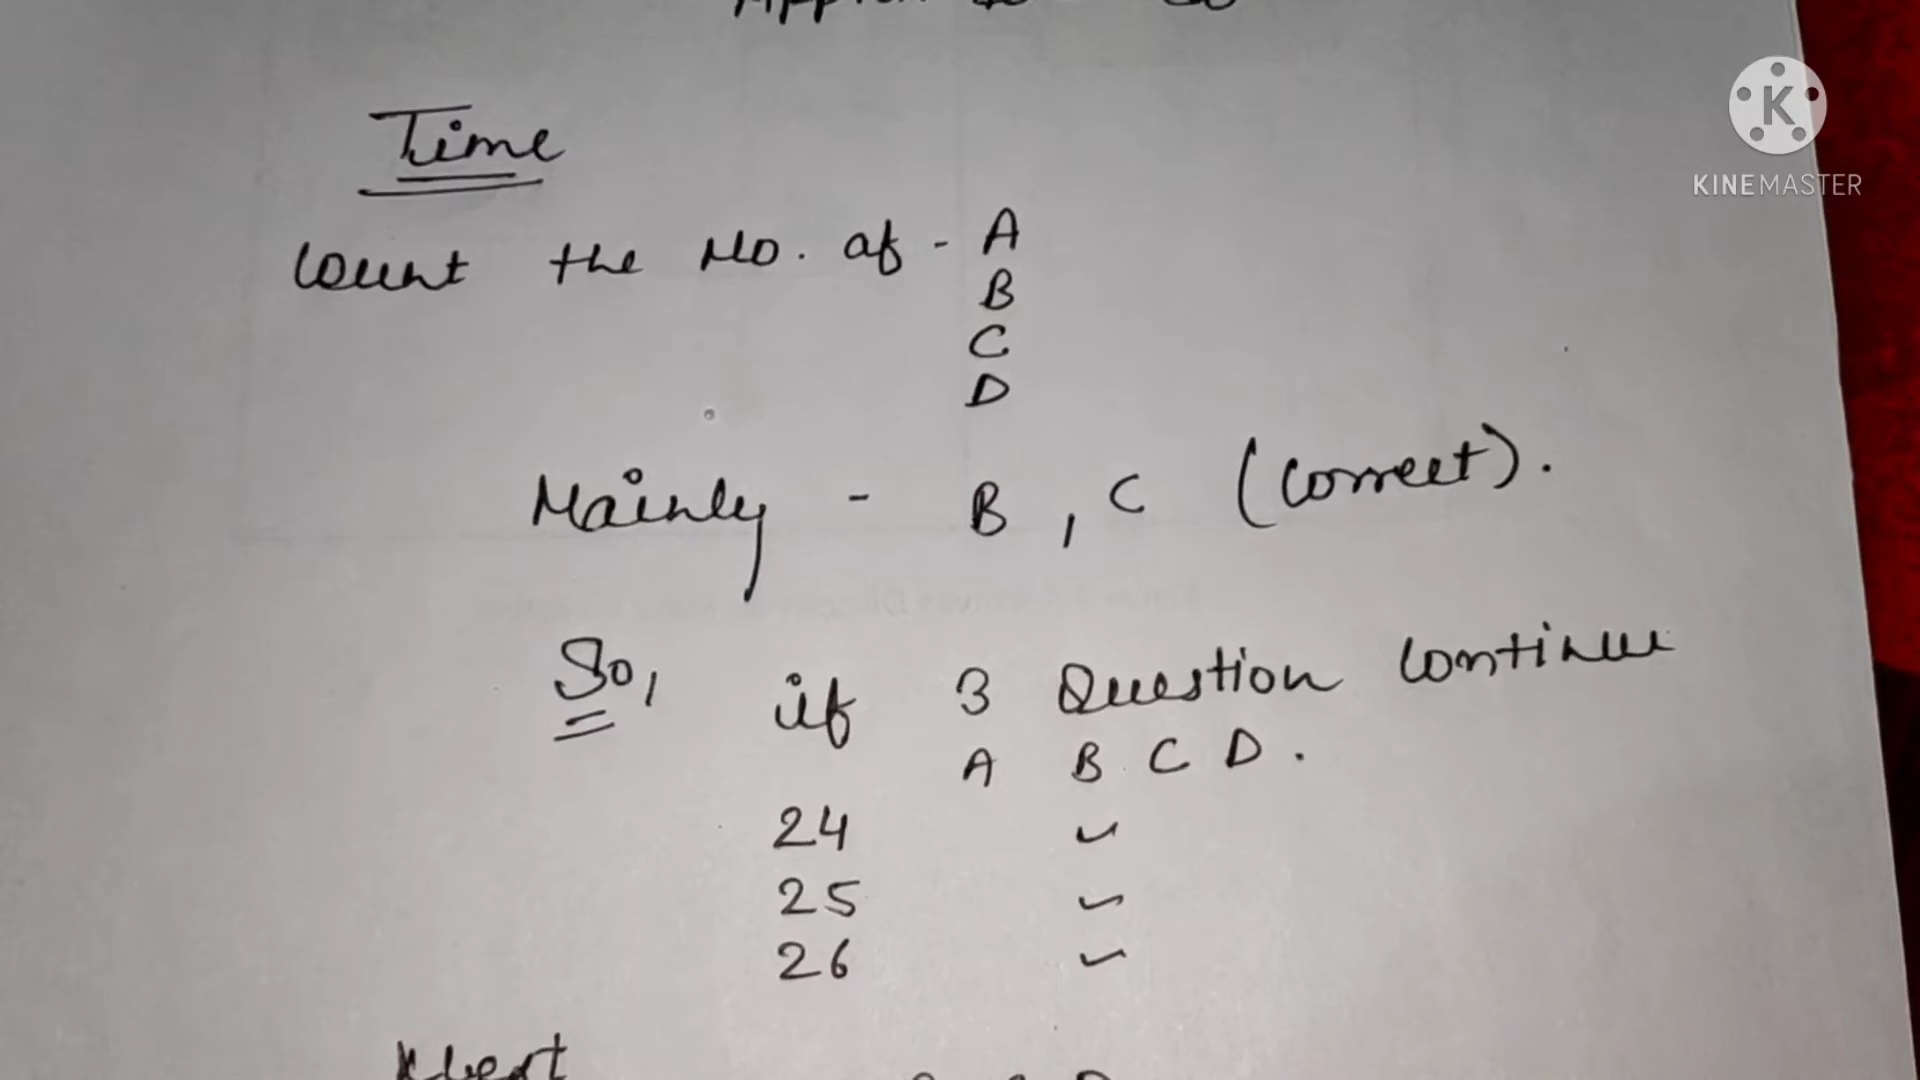 Time
Count the No. of - A
B
C
D
Mainly - B, C (Correct).
So, if 3 Question Continue
A B C D.
24 ✓
25 ✓
26 ✓
K
KINEMASTER